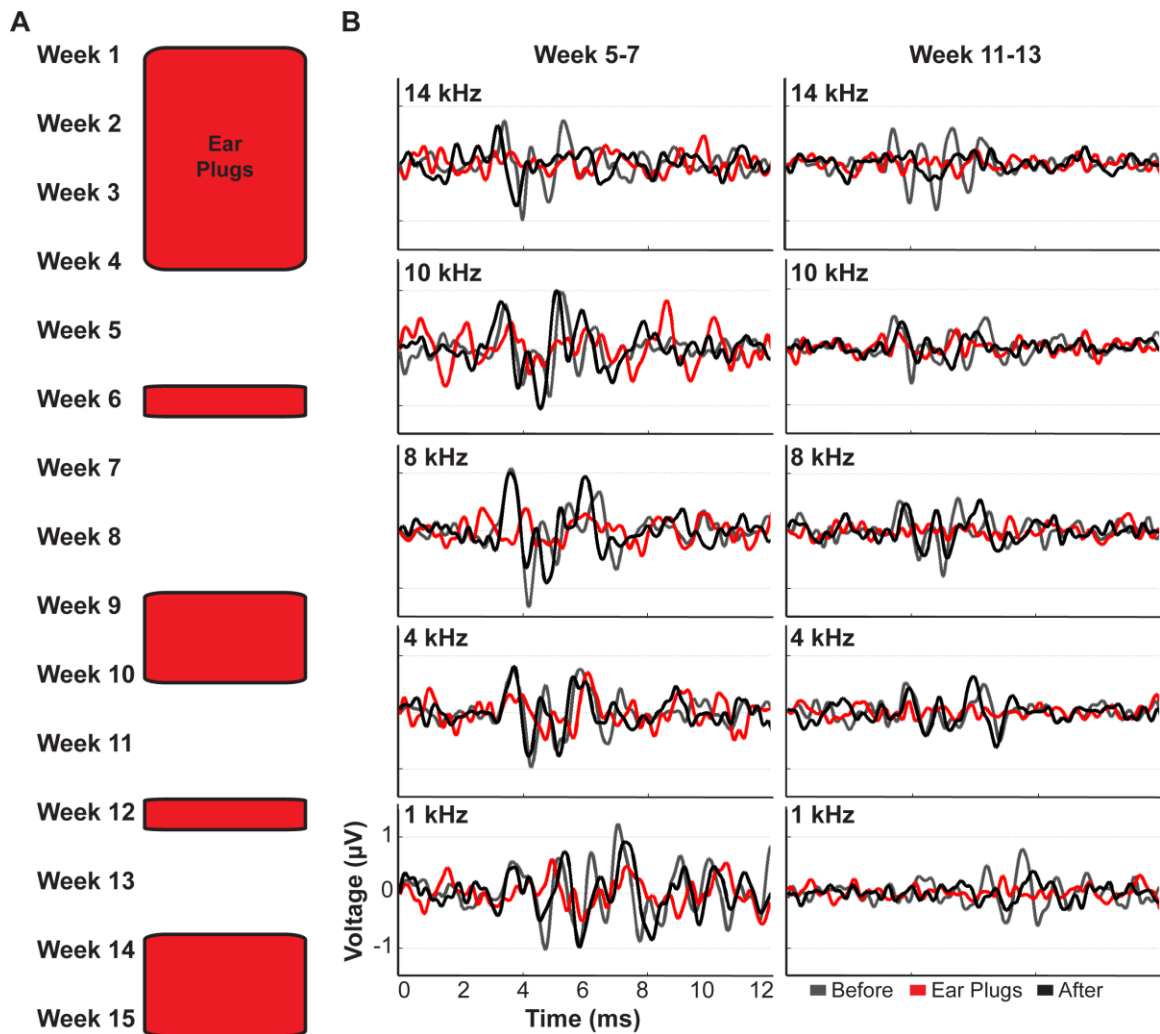 A
Week 1
Week 2
Ear
Plugs
Week 3
Week 4
Week 5
Week 6
Week 7
Week 8
Week 9
Week 10
Week 11
Week 12
Week 13
Week 14
Week 15
B
Week 5-7
Week 11-13
14 kHz
14 kHz
10 kHz
10 kHz
8 kHz
8 kHz
4 kHz
4 kHz
1 kHz
1 kHz
Voltage (µV)
1
0
-1
0 2 4 6 8 10 12
Time (ms)
Before Ear Plugs After